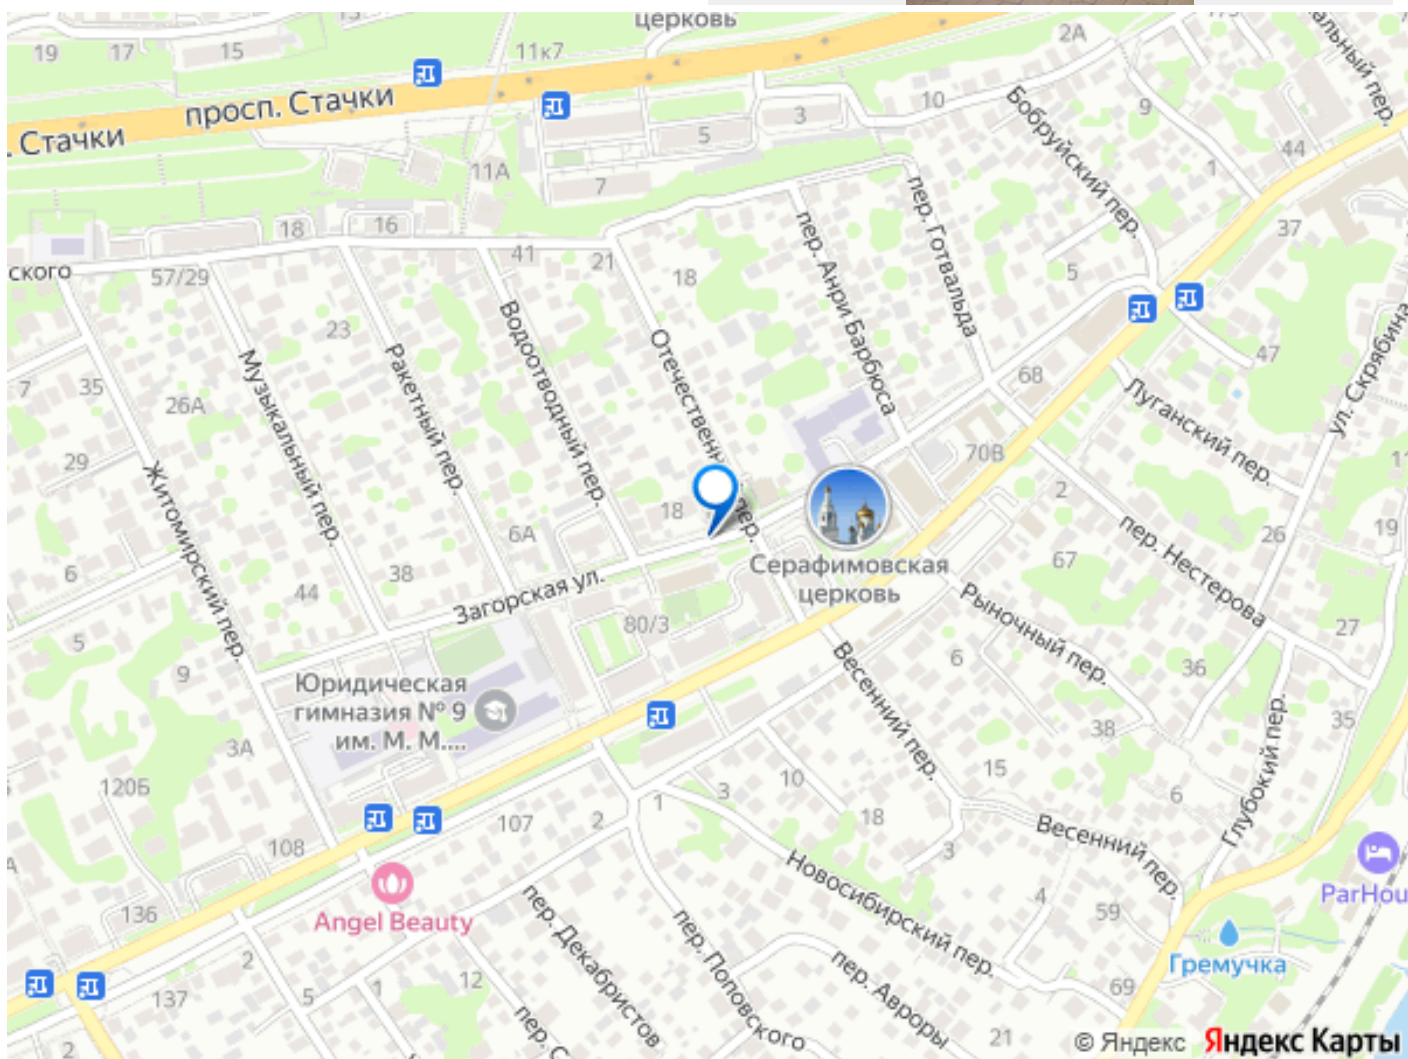 церковь
2А
19
17
15
11к7
просп. Стачки
. Стачки
10
9
3
5
Бобруйский пер.
44
1
11А
7
37
пер. Готвальда
пер. Анри Барбюса
18
16
41
21
18
5
ского
57/29
23
Музыкальный пер.
Ракетный пер.
Водоотводный пер.
47
68
ул. Скрябина
7
35
26А
Луганский пер.
29
Житомирский пер.
70В
2
18
6А
пер. Нестерова
26
19
67
Серафимовская
церковь
6
38
44
Загорская ул.
80/3
Рыночный пер.
27
5
9
6
36
Юридическая
гимназия № 9
им. М. М....
Весенний пер.
38
35
3А
15
Глубокий пер.
120Б
10
3
1
6
18
107
2
108
3
Весенний пер.
Новосибирский пер.
4
59
ParHou
136
Angel Beauty
пер. Декабристов
пер. Поповского
Гремучка
2
12
пер. Авроры
69
137
5
1
пер. С
21
2
© Яндекс Яндекс Карты